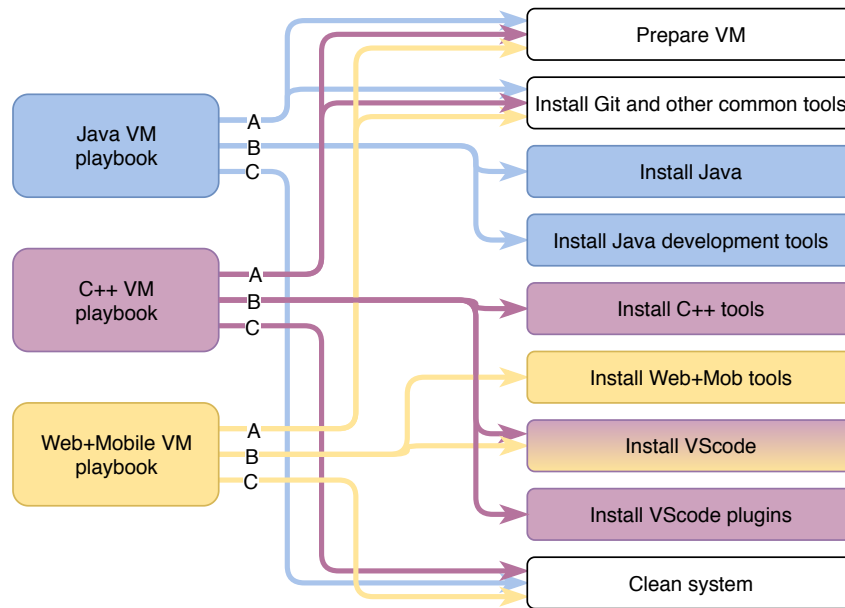 Prepare VM
Install Git and other common tools
Java VM
playbook
A
B
C
Install Java
Install Java development tools
C++ VM
playbook
A
B
C
Install C++ tools
Install Web+Mob tools
Web+Mobile VM
playbook
A
B
C
Install VScode
Install VScode plugins
Clean system